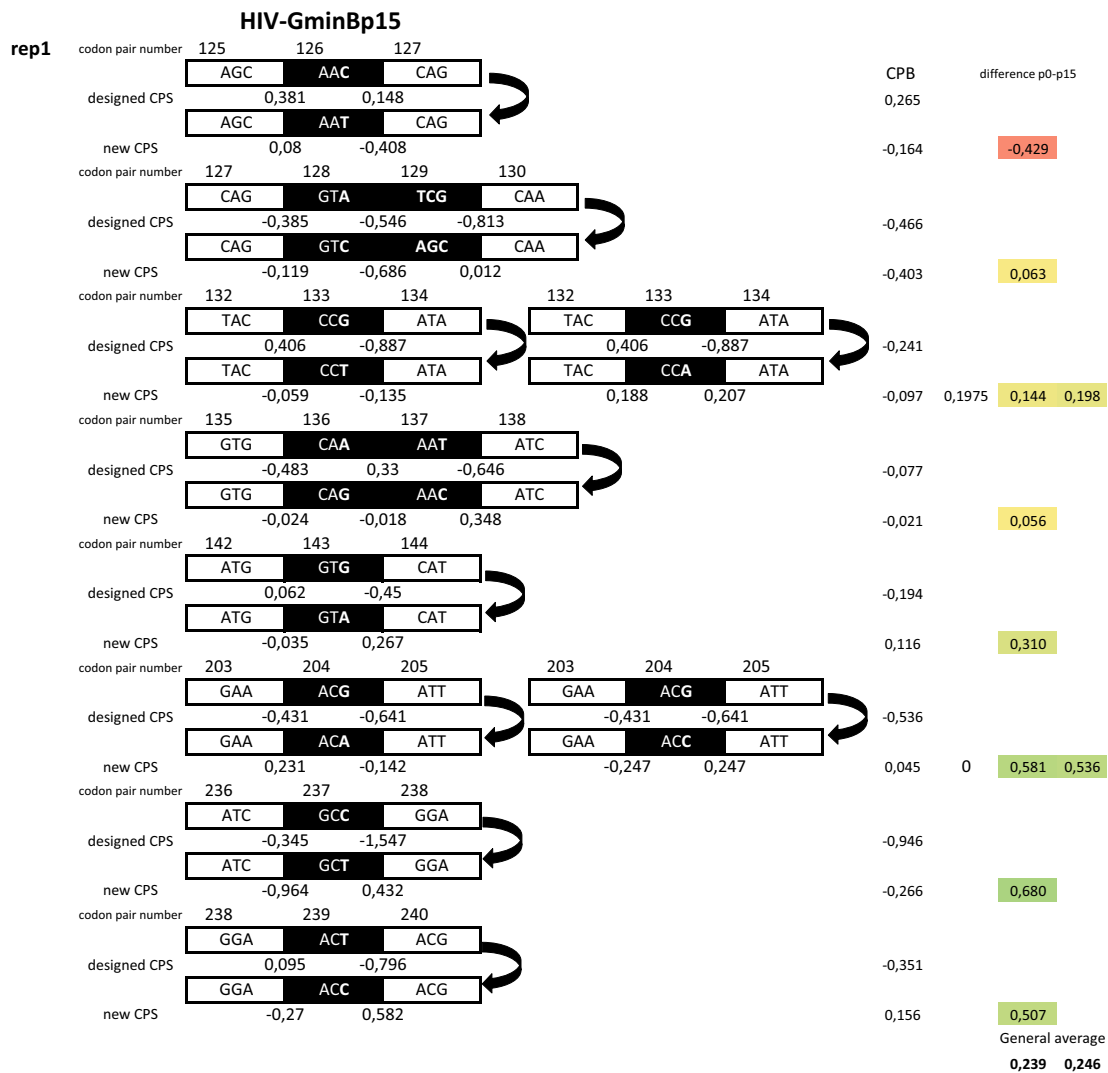 HIV-GminBp15
rep1
codon pair number 125 126 127
AGC AAC CAG CPB difference p0-p15
designed CPS 0,381 0,148 0,265
AGC AAT CAG
new CPS 0,08 -0,408 -0,164 -0,429
codon pair number 127 128 129 130
CAG GTA TCG CAA
designed CPS -0,385 -0,546 -0,813 -0,466
CAG GTC AGC CAA
new CPS -0,119 -0,686 0,012 -0,403 0,063
codon pair number 132 133 134 132 133 134
TAC CCG ATA TAC CCG ATA
designed CPS 0,406 -0,887 0,406 -0,887 -0,241
TAC CCT ATA TAC CCA ATA
new CPS -0,059 -0,135 0,188 0,207 -0,097 0,1975 0,144 0,198
codon pair number 135 136 137 138
GTG CAA AAT ATC
designed CPS -0,483 0,33 -0,646 -0,077
GTG CAG AAC ATC
new CPS -0,024 -0,018 0,348 -0,021 0,056
codon pair number 142 143 144
ATG GTG CAT
designed CPS 0,062 -0,45 -0,194
ATG GTA CAT
new CPS -0,035 0,267 0,116 0,310
codon pair number 203 204 205 203 204 205
GAA ACG ATT GAA ACG ATT
designed CPS -0,431 -0,641 -0,431 -0,641 -0,536
GAA ACA ATT GAA ACC ATT
new CPS 0,231 -0,142 -0,247 0,247 0,045 0 0,581 0,536
codon pair number 236 237 238
ATC GCC GGA
designed CPS -0,345 -1,547 -0,946
ATC GCT GGA
new CPS -0,964 0,432 -0,266 0,680
codon pair number 238 239 240
GGA ACT ACG
designed CPS 0,095 -0,796 -0,351
GGA ACC ACG
new CPS -0,27 0,582 0,156 0,507
General average
0,239 0,246